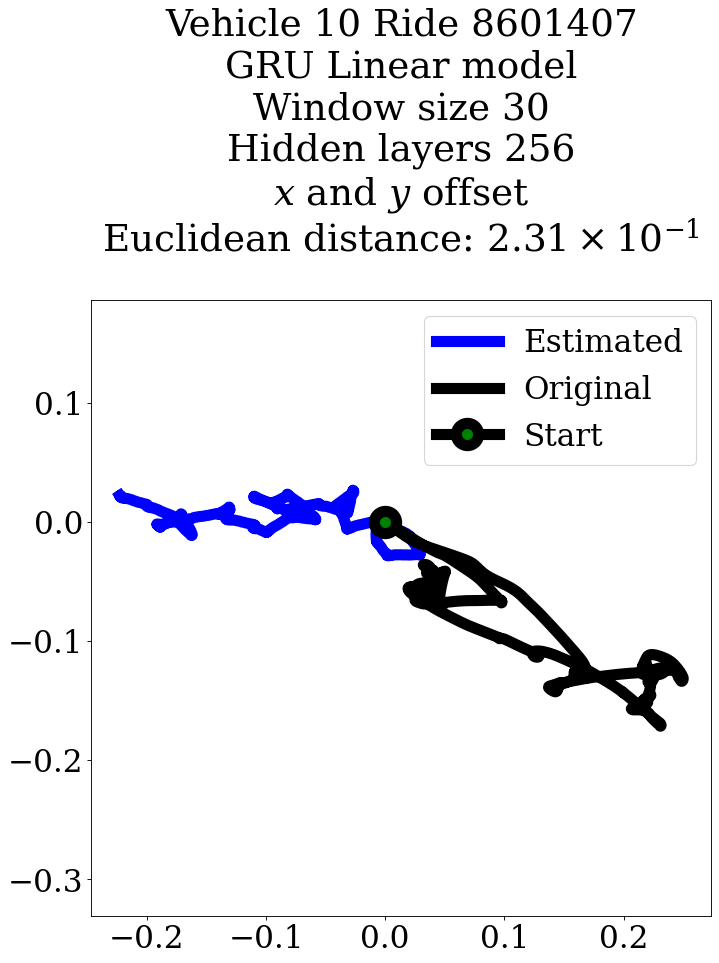 Vehicle 10 Ride 8601407
GRU Linear model
Window size 30
Hidden layers 256
x and y offset
Euclidean distance: 2.31 × 10⁻¹
Estimated
Original
Start
0.1
0.0
−0.1
−0.2
−0.3
−0.2 −0.1 0.0 0.1 0.2